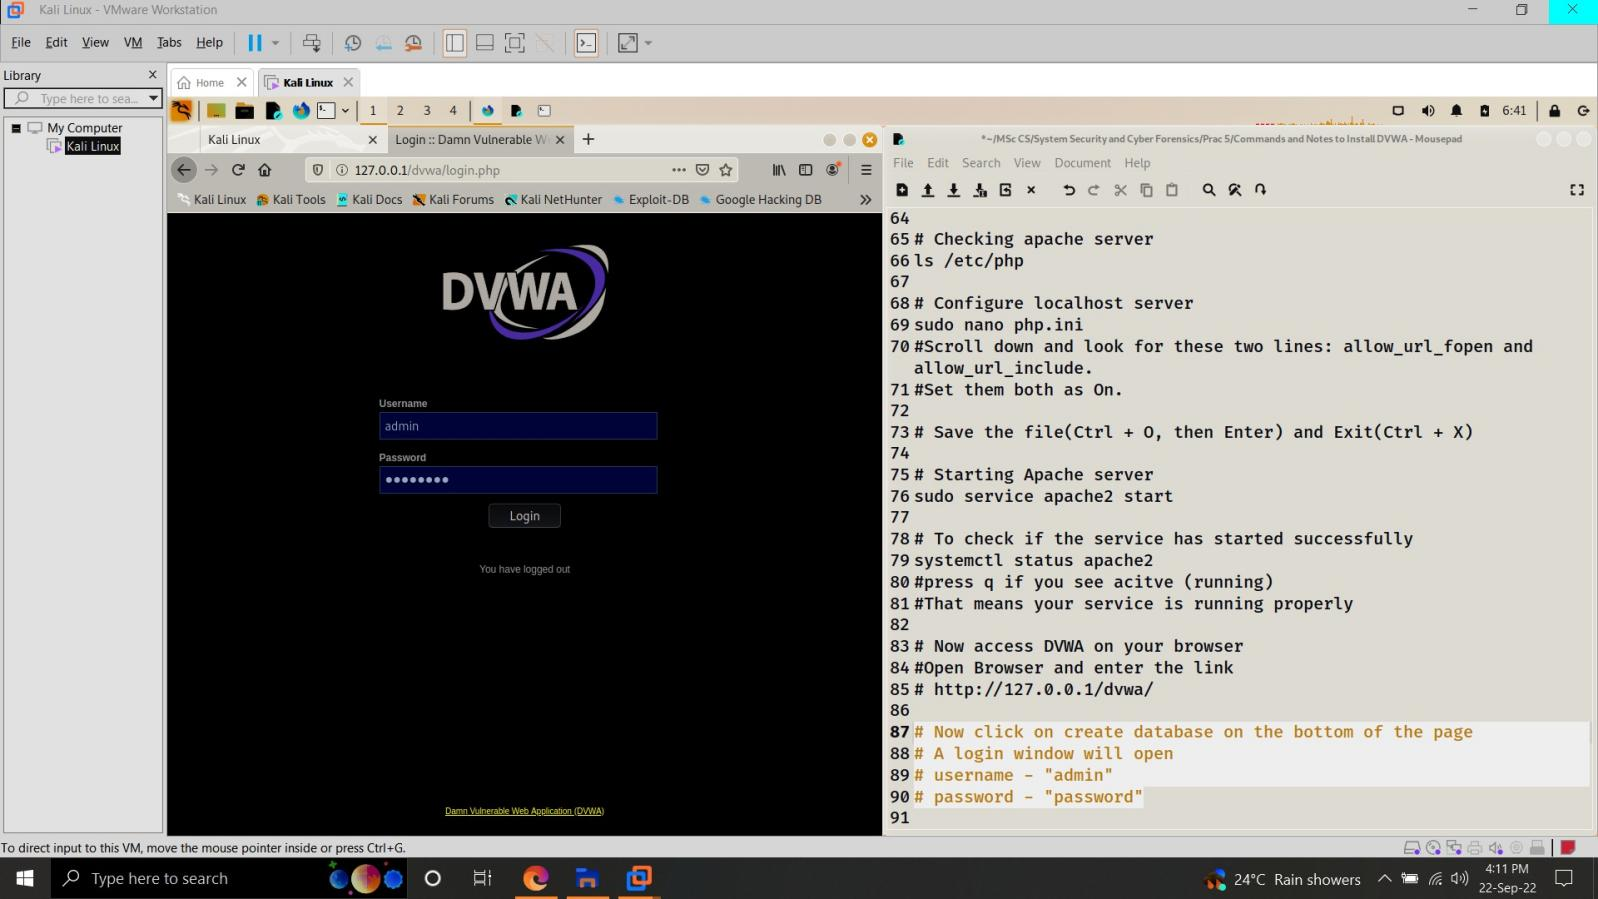 Kali Linux - VMware Workstation
File Edit View VM Tabs Help
Library
Type here to sea...
My Computer
Kali Linux
Home
Kali Linux
1 2 3 4
6:41
Kali Linux
Login :: Damn Vulnerable W
127.0.0.1/dvwa/login.php
Kali Linux Kali Tools Kali Docs Kali Forums Kali NetHunter Exploit-DB Google Hacking DB
DVWA
Username
admin
Password
Login
You have logged out
Damn Vulnerable Web Application (DVWA)
*~/MSc CS/System Security and Cyber Forensics/Prac 5/Commands and Notes to Install DVWA - Mousepad
File Edit Search View Document Help
64
65 # Checking apache server
66 ls /etc/php
67
68 # Configure localhost server
69 sudo nano php.ini
70 #Scroll down and look for these two lines: allow_url_fopen and
allow_url_include.
71 #Set them both as On.
72
73 # Save the file(Ctrl + O, then Enter) and Exit(Ctrl + X)
74
75 # Starting Apache server
76 sudo service apache2 start
77
78 # To check if the service has started successfully
79 systemctl status apache2
80 #press q if you see acitve (running)
81 #That means your service is running properly
82
83 # Now access DVWA on your browser
84 #Open Browser and enter the link
85 # http://127.0.0.1/dvwa/
86
87 # Now click on create database on the bottom of the page
88 # A login window will open
89 # username - "admin"
90 # password - "password"
91
To direct input to this VM, move the mouse pointer inside or press Ctrl+G.
Type here to search
24°C Rain showers
4:11 PM
22-Sep-22